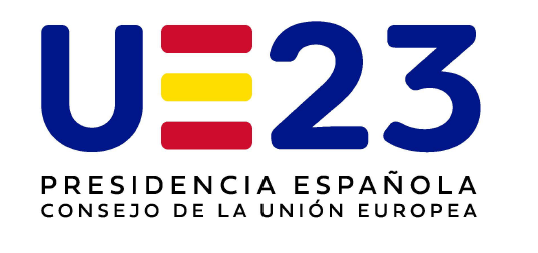 UE23
PRESIDENCIA ESPAÑOLA
CONSEJO DE LA UNIÓN EUROPEA